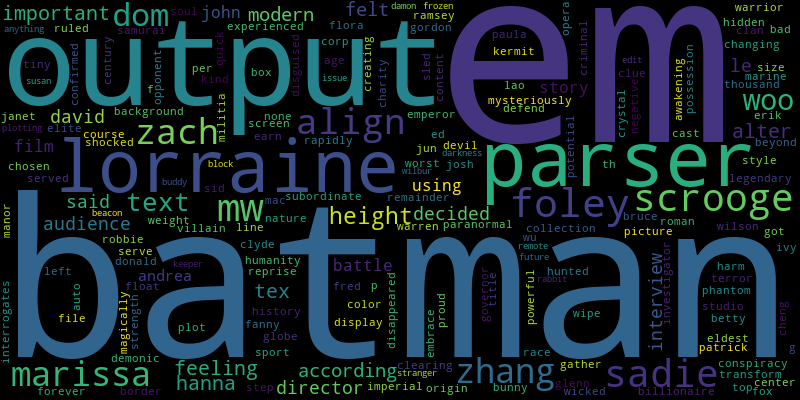 important dom john modern felt ramsey em opera warrior
soul flora gordon damon frozen hidden
anything ruled samurai experienced paula clan bad
output corp sled kermit changing
susan confirmed century opponent tiny per box age issue creating charity content lao le size
kind quick disguised mysteriously story clue marine
janet david background none align emperor defend crystal negative awakening possession thousand
plotting elite zach militia screen earn woo erik
film course shocked rapidly ed potential cast alter beyond
chosen lorraine block jun devil parser criminal edit style
served buddy sid worst josh darkness th legendary
said text mw mac subordinate remainder wilbur using foley scrooge
manor beacon weight nature height decided collection bruce roman wilson got
audience villain line warren paranormal wu picture
robbie serve clyde reprise battle remote future interview investigator ivy
donald keeper humanity hunted harm
left andrea fred p disappeared governor title powerful rabbit terror
interrogates auto float tex history color embrace proud phantom
file magically strength plot fanny display wipe studio
batman globe betty cheng
demonic sport race patrick eldest g
marissa feeling according clearing zhang gather conspiracy
hanna stranger sadie transform center
forever border step director imperial origin bunny wicked glenn billionaire top fox